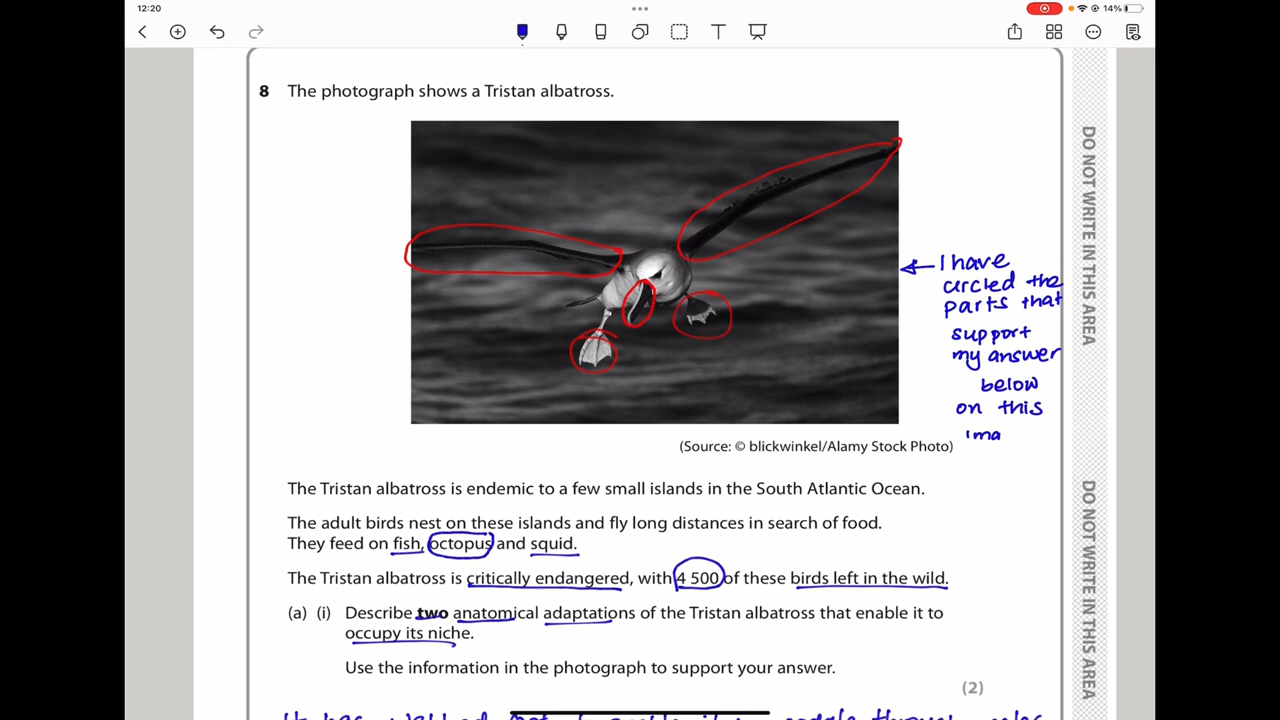 12:20
14%
8 The photograph shows a Tristan albatross.
I have
circled the
parts that
support
my answer
below
on this
ima
(Source: © blickwinkel/Alamy Stock Photo)
The Tristan albatross is endemic to a few small islands in the South Atlantic Ocean.
The adult birds nest on these islands and fly long distances in search of food.
They feed on fish, octopus and squid.
The Tristan albatross is critically endangered, with 4 500 of these birds left in the wild.
(a) (i) Describe two anatomical adaptations of the Tristan albatross that enable it to
occupy its niche.
Use the information in the photograph to support your answer.
(2)
DO NOT WRITE IN THIS AREA
DO NOT WRITE IN THIS AREA